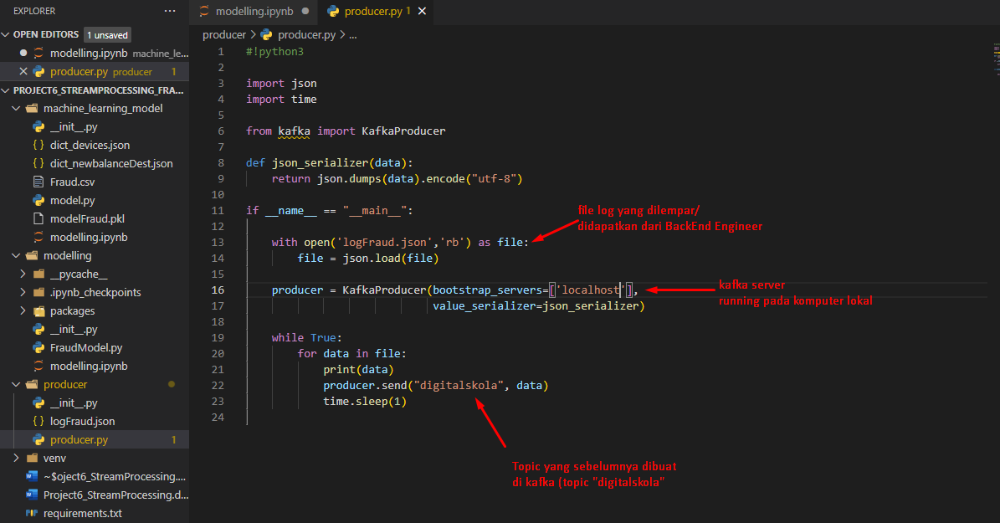 EXPLORER
OPEN EDITORS 1 unsaved
modelling.ipynb machine_le...
producer.py producer 1
PROJECT6_STREAMPROCESSING_FRA...
machine_learning_model
__init__.py
dict_devices.json
dict_newbalanceDest.json
Fraud.csv
model.py
modelFraud.pkl
modelling.ipynb
modelling
__pycache__
.ipynb_checkpoints
packages
__init__.py
FraudModel.py
modelling.ipynb
producer
__init__.py
logFraud.json
producer.py 1
venv
~$oject6_StreamProcessing....
Project6_StreamProcessing.d...
requirements.txt
modelling.ipynb
producer.py 1
producer > producer.py > ...
1 #!python3
2
3 import json
4 import time
5
6 from kafka import KafkaProducer
7
8 def json_serializer(data):
9 return json.dumps(data).encode("utf-8")
10
11 if __name__ == "__main__":
12
13 with open('logFraud.json','rb') as file:
14 file = json.load(file)
15
16 producer = KafkaProducer(bootstrap_servers=['localhost'],
17 value_serializer=json_serializer)
18
19 while True:
20 for data in file:
21 print(data)
22 producer.send("digitalskola", data)
23 time.sleep(1)
24
file log yang dilempar/
didapatkan dari BackEnd Engineer
kafka server
running pada komputer lokal
Topic yang sebelumnya dibuat
di kafka (topic "digitalskola"